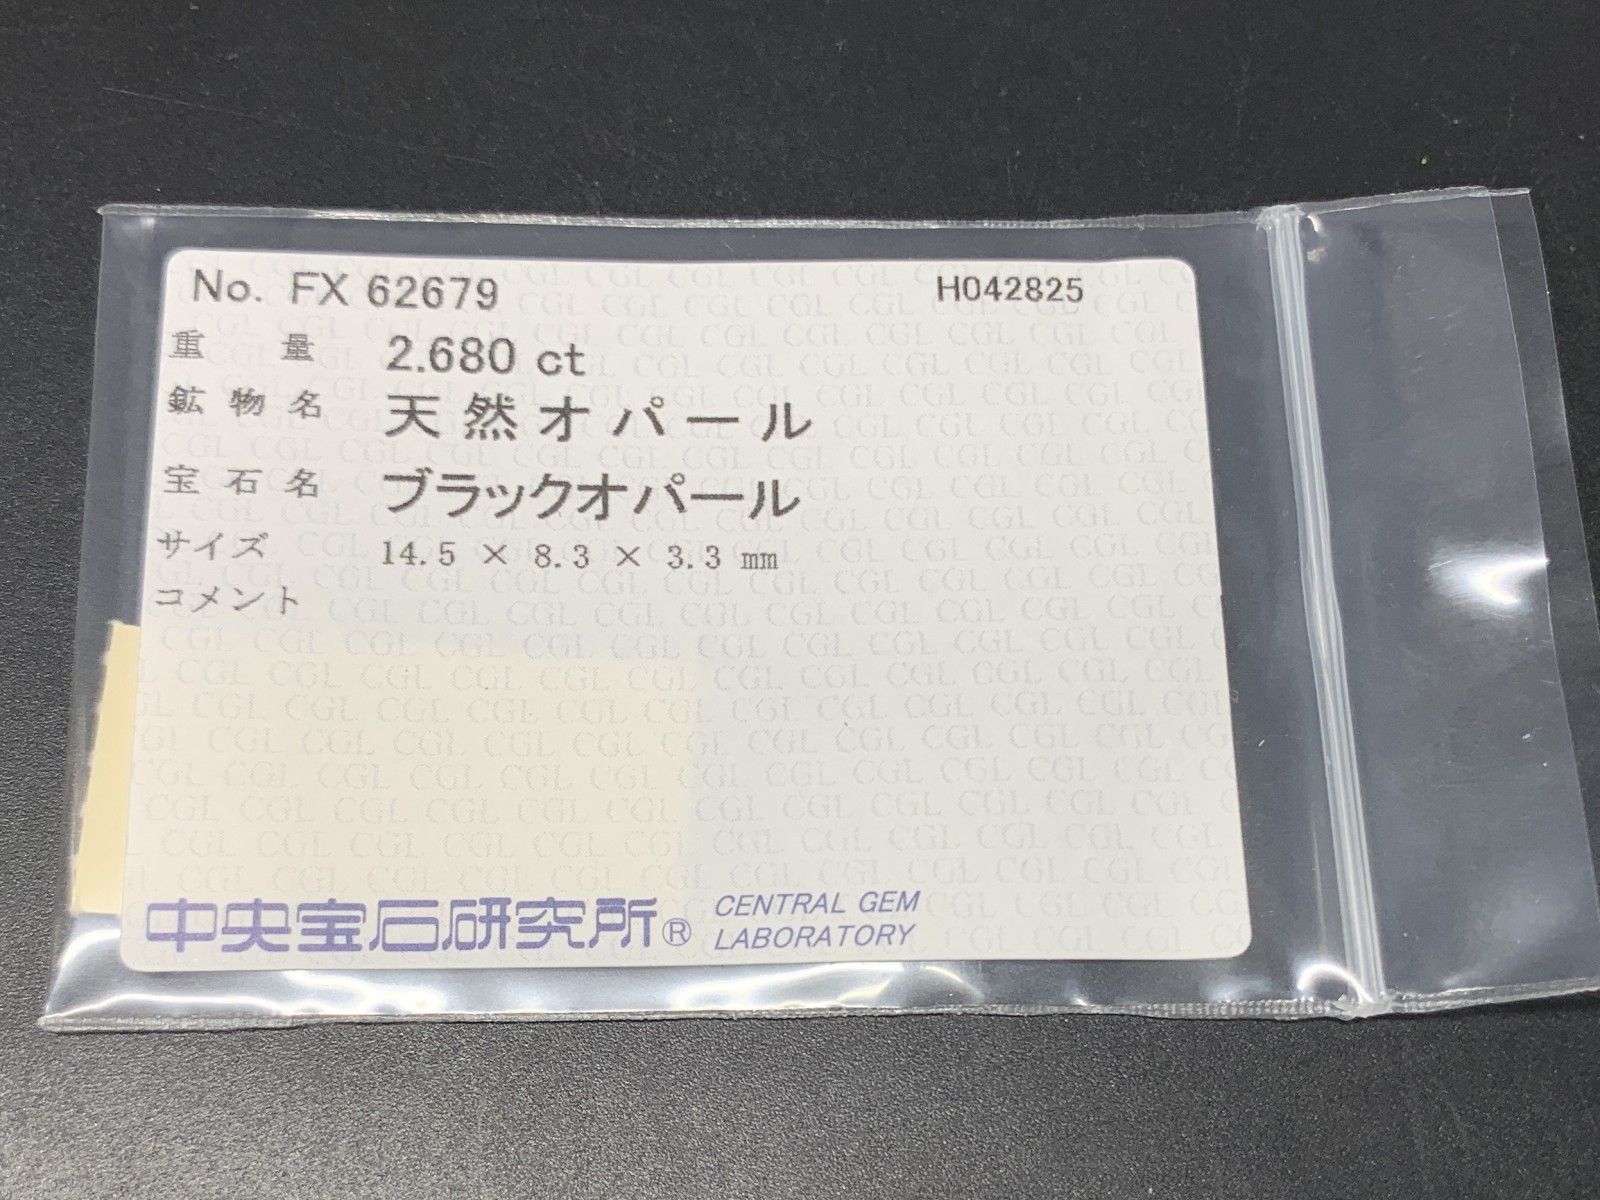 No. FX 62679 H042825
重量 2.680 ct
鉱物名 天然オパール
宝石名 ブラックオパール
サイズ 14.5 × 8.3 × 3.3 mm
コメント
中央宝石研究所® CENTRAL GEM
LABORATORY